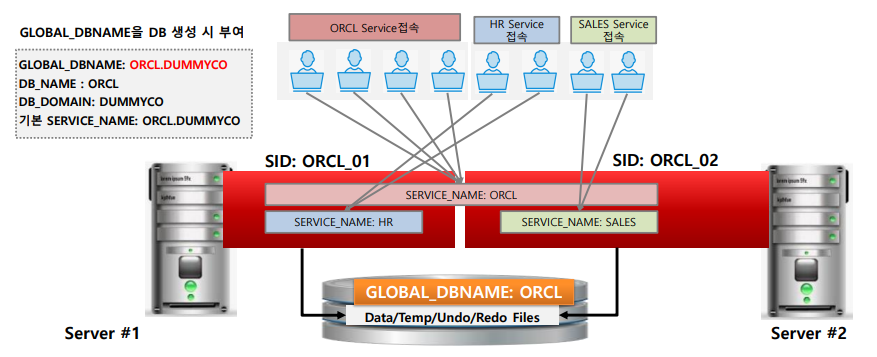 GLOBAL_DBNAME을 DB 생성 시 부여
GLOBAL_DBNAME: ORCL.DUMMYCO
DB_NAME : ORCL
DB_DOMAIN: DUMMYCO
기본 SERVICE_NAME: ORCL.DUMMYCO
ORCL Service접속
HR Service
접속
SALES Service
접속
SID: ORCL_01
SID: ORCL_02
SERVICE_NAME: ORCL
SERVICE_NAME: HR
SERVICE_NAME: SALES
GLOBAL_DBNAME: ORCL
Data/Temp/Undo/Redo Files
Server #1
Server #2